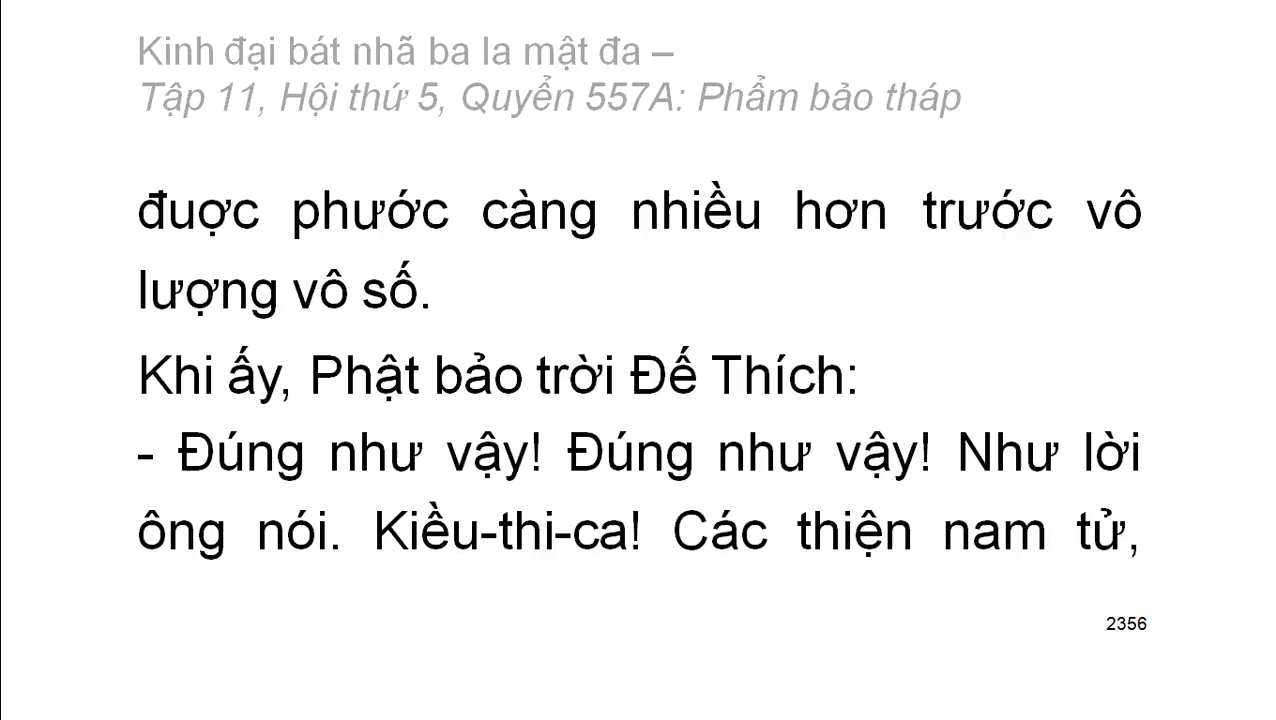 Kinh đại bát nhã ba la mật đa –
Tập 11, Hội thứ 5, Quyển 557A: Phẩm bảo tháp
đuợc phước càng nhiều hơn trước vô
lượng vô số.
Khi ấy, Phật bảo trời Đế Thích:
- Đúng như vậy! Đúng như vậy! Như lời
ông nói. Kiều-thi-ca! Các thiện nam tử,
2356